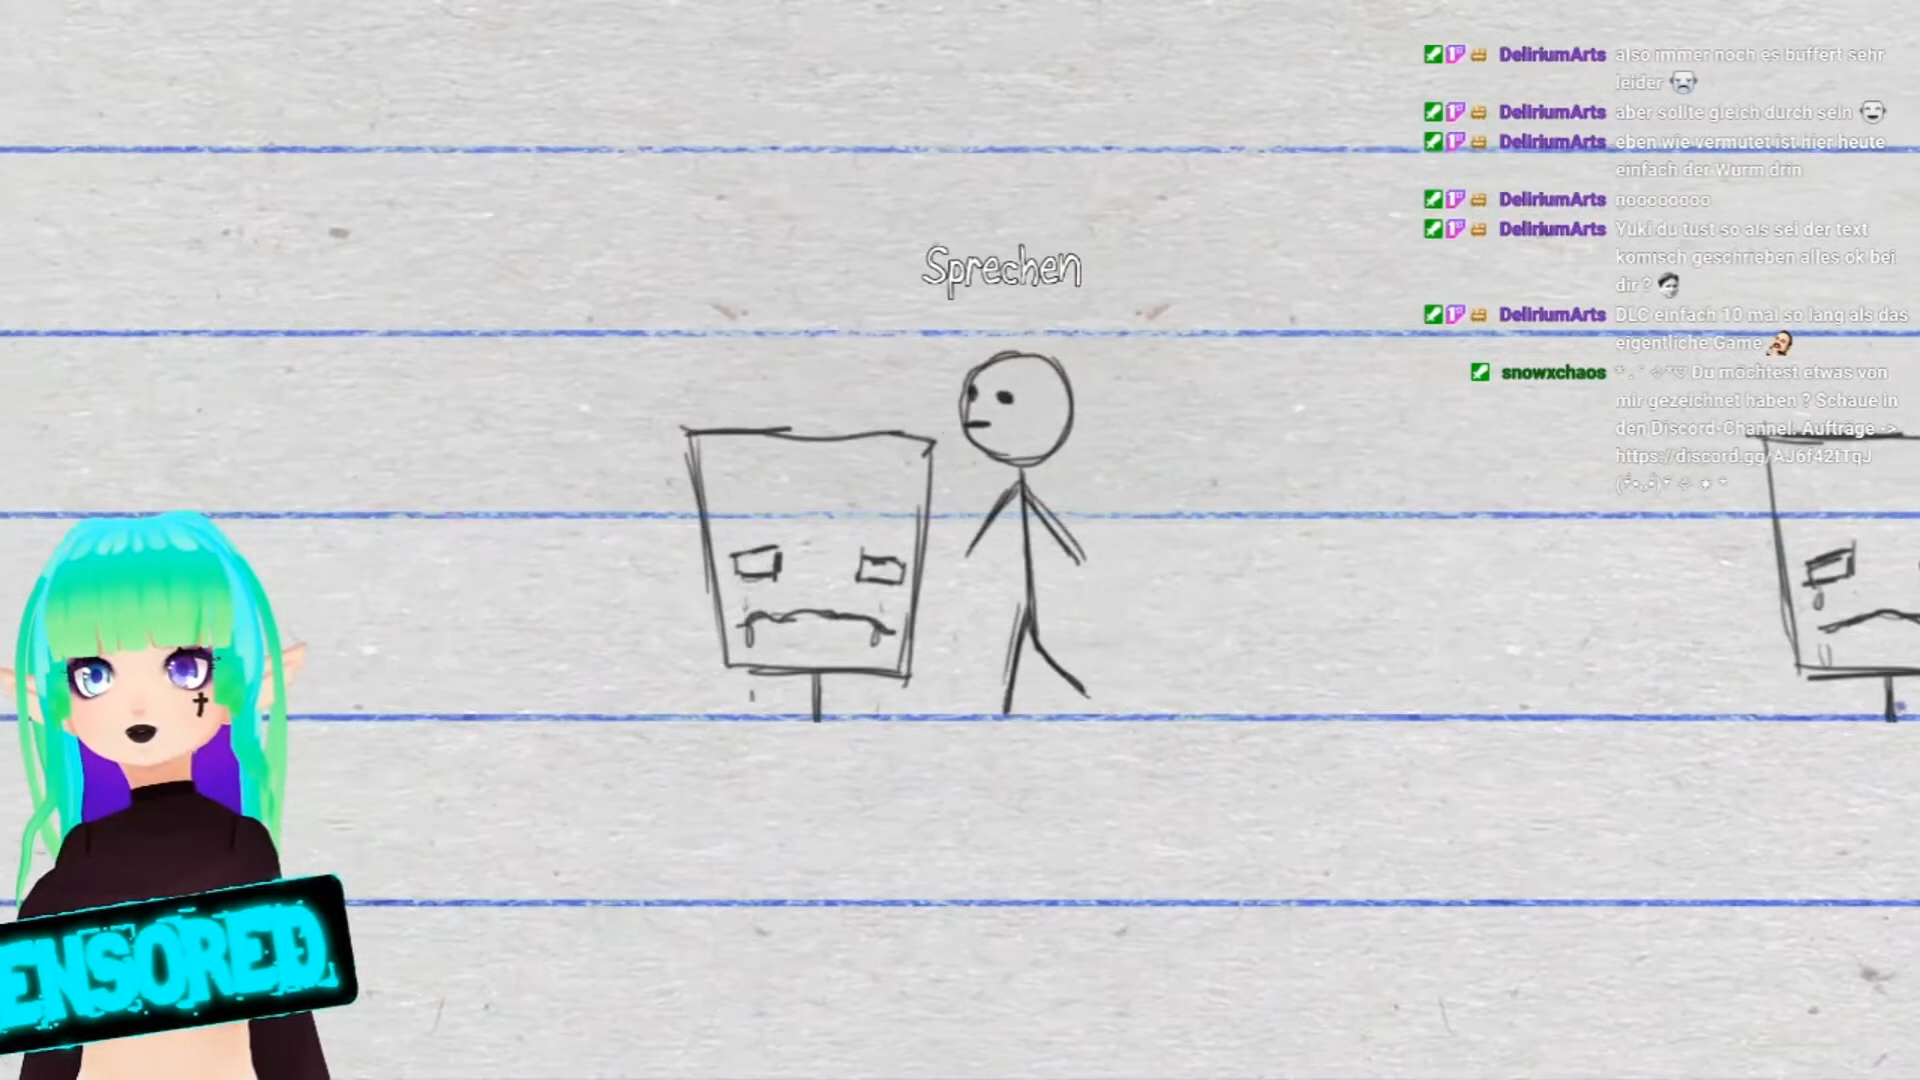 DeliriumArts also immer noch es buffert sehr
leider
DeliriumArts aber sollte gleich durch sein
DeliriumArts eben wie vermutet ist hier heute
einfach der Wurm drin
DeliriumArts noooooooo
DeliriumArts Yuki du tust so als sei der text
komisch geschrieben alles ok bei
dir ?
DeliriumArts DLC einfach 10 mal so lang als das
eigentliche Game
snowxchaos Du möchtest etwas von
mir gezeichnet haben ? Schaue in
den Discord-Channel. Aufträge ->
https://discord.gg/AJ6f42tTqJ
Sprechen
ENSORED